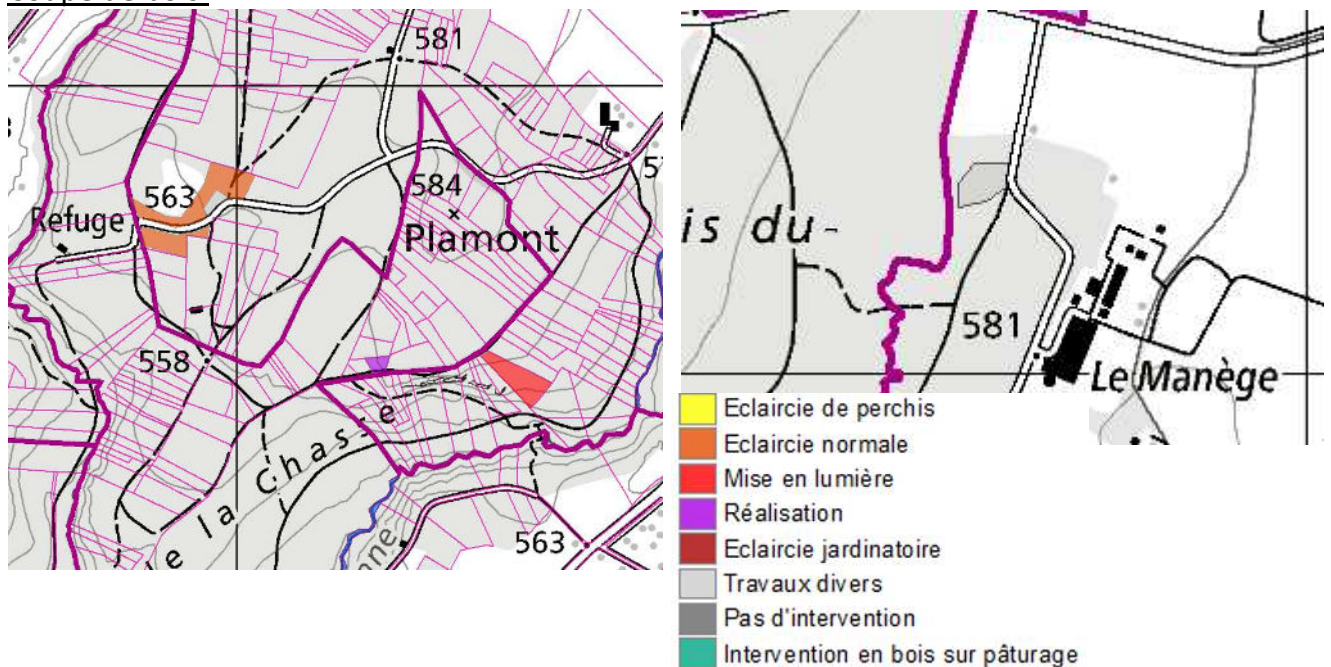 581
563
584
Refuge
Plamont
558
e la Chasse
563
is du
581
Le Manège
Eclaircie de perchis
Eclaircie normale
Mise en lumière
Réalisation
Eclaircie jardinatoire
Travaux divers
Pas d'intervention
Intervention en bois sur pâturage